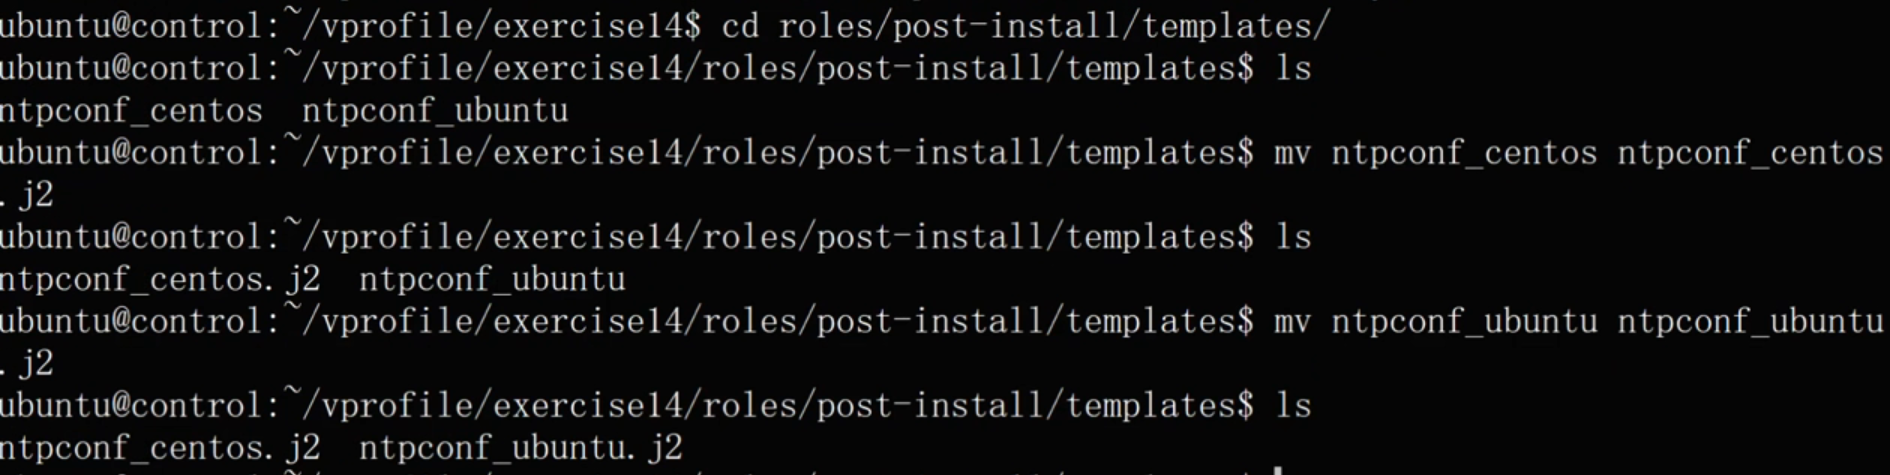 ubuntu@control:~/vprofile/exercise14$ cd roles/post-install/templates/
ubuntu@control:~/vprofile/exercise14/roles/post-install/templates$ ls
ntpconf_centos  ntpconf_ubuntu
ubuntu@control:~/vprofile/exercise14/roles/post-install/templates$ mv ntpconf_centos ntpconf_centos
.j2
ubuntu@control:~/vprofile/exercise14/roles/post-install/templates$ ls
ntpconf_centos.j2  ntpconf_ubuntu
ubuntu@control:~/vprofile/exercise14/roles/post-install/templates$ mv ntpconf_ubuntu ntpconf_ubuntu
.j2
ubuntu@control:~/vprofile/exercise14/roles/post-install/templates$ ls
ntpconf_centos.j2  ntpconf_ubuntu.j2